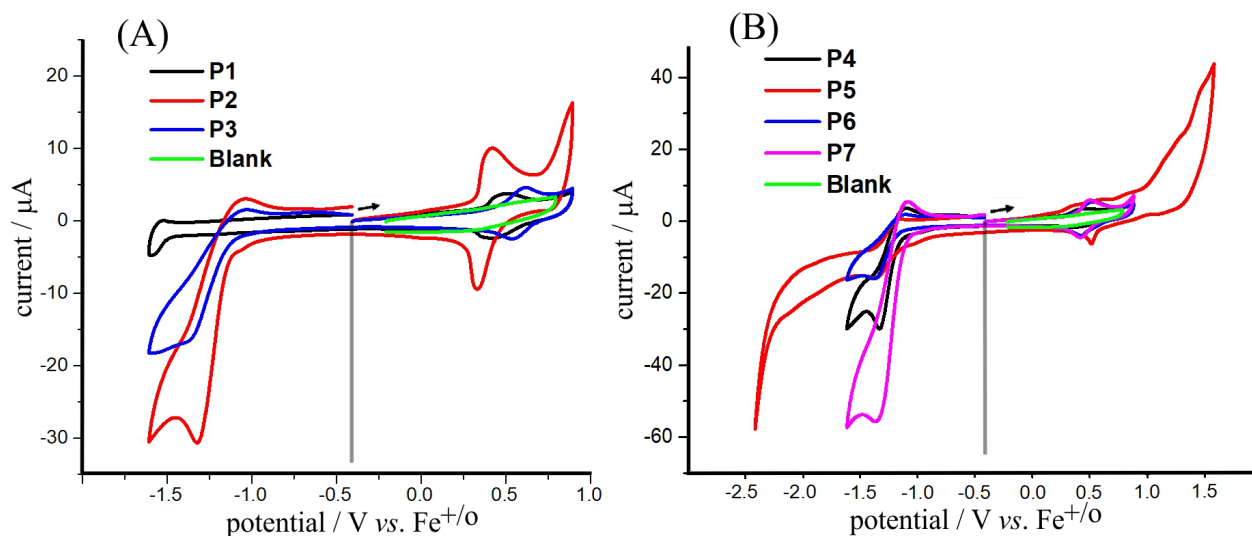 (A)
P1
P2
P3
Blank
20
10
0
-10
-20
-30
current / µA
-1.5
-1.0
-0.5
0.0
0.5
1.0
potential / V vs. Fe+/o
(B)
P4
P5
P6
P7
Blank
40
20
0
-20
-40
-60
current / µA
-2.5
-2.0
-1.5
-1.0
-0.5
0.0
0.5
1.0
1.5
potential / V vs. Fe+/o